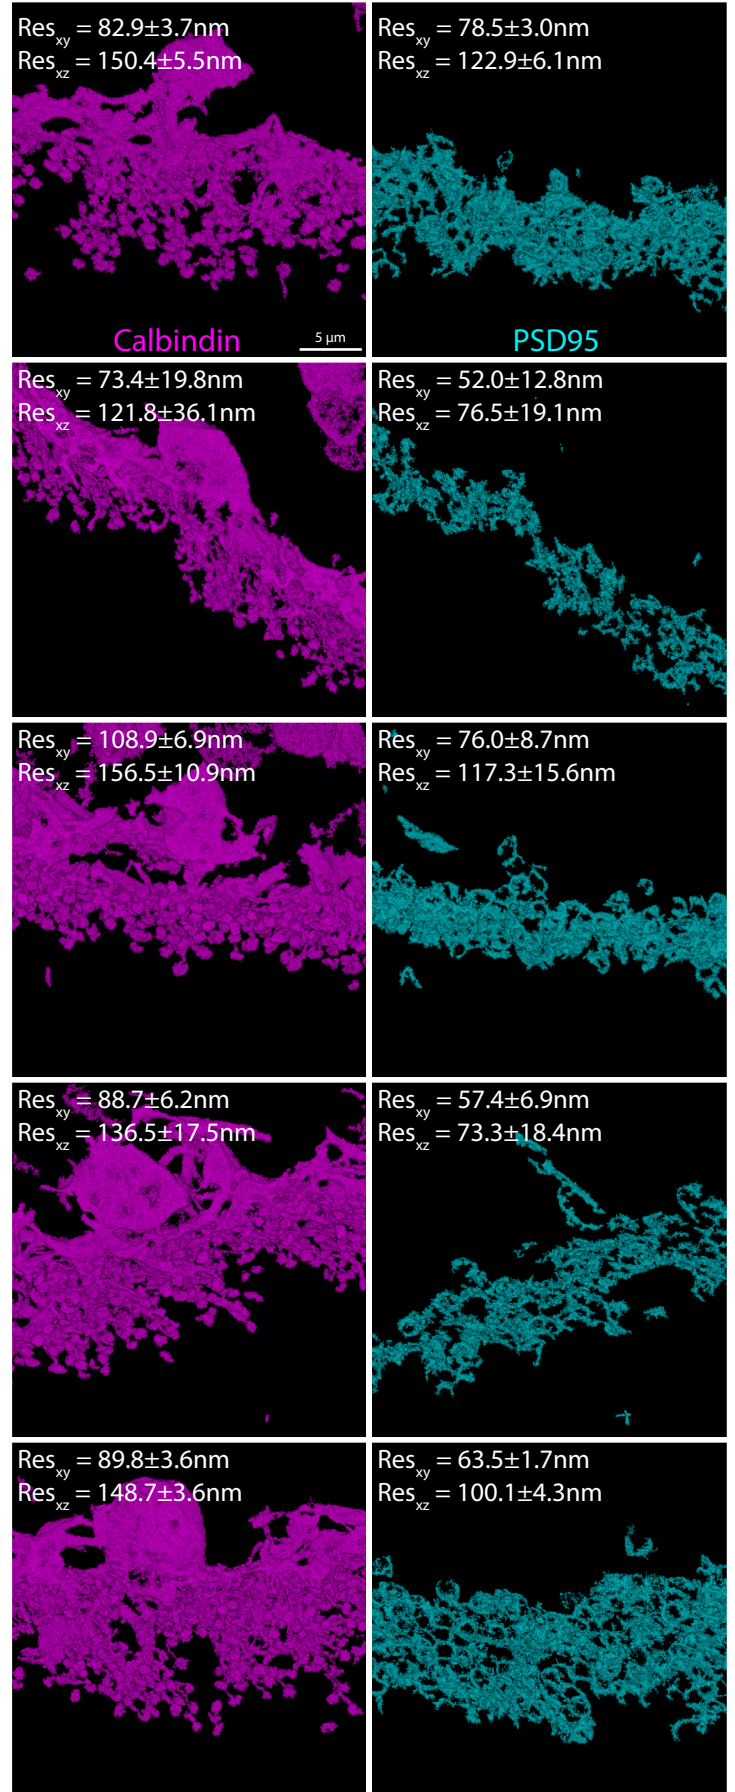 Res_xy = 82.9±3.7nm
Res_xz = 150.4±5.5nm
Calbindin
5 μm
Res_xy = 78.5±3.0nm
Res_xz = 122.9±6.1nm
PSD95
Res_xy = 73.4±19.8nm
Res_xz = 121.8±36.1nm
Res_xy = 52.0±12.8nm
Res_xz = 76.5±19.1nm
Res_xy = 108.9±6.9nm
Res_xz = 156.5±10.9nm
Res_xy = 76.0±8.7nm
Res_xz = 117.3±15.6nm
Res_xy = 88.7±6.2nm
Res_xz = 136.5±17.5nm
Res_xy = 57.4±6.9nm
Res_xz = 73.3±18.4nm
Res_xy = 89.8±3.6nm
Res_xz = 148.7±3.6nm
Res_xy = 63.5±1.7nm
Res_xz = 100.1±4.3nm